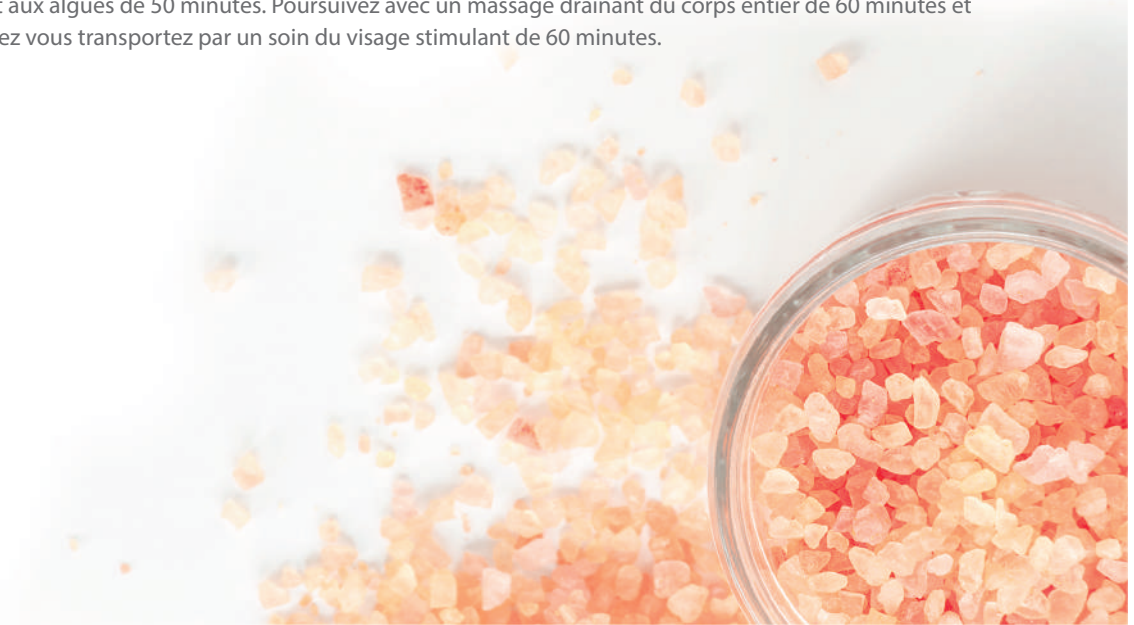 aux algues de 50 minutes. Poursuivez avec un massage drainant du corps entier de 60 minutes et
ez vous transportez par un soin du visage stimulant de 60 minutes.